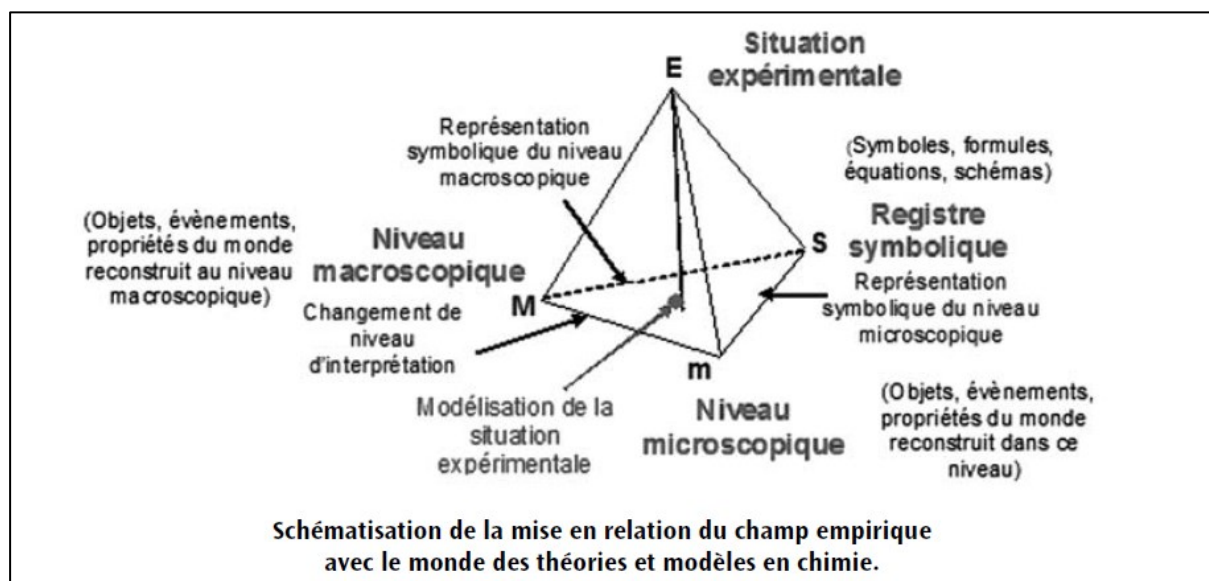 Situation
expérimentale
E
Représentation
symbolique du niveau
macroscopique
(Symboles, formules,
équations, schémas)
(Objets, évènements,
propriétés du monde
reconstruit au niveau
macroscopique)
Niveau
macroscopique
M
S
Registre
symbolique
Représentation
symbolique du niveau
microscopique
Changement de
niveau
d'interprétation
m
Modélisation de la
situation
expérimentale
Niveau
microscopique
(Objets, évènements,
propriétés du monde
reconstruit dans ce
niveau)
Schématisation de la mise en relation du champ empirique
avec le monde des théories et modèles en chimie.